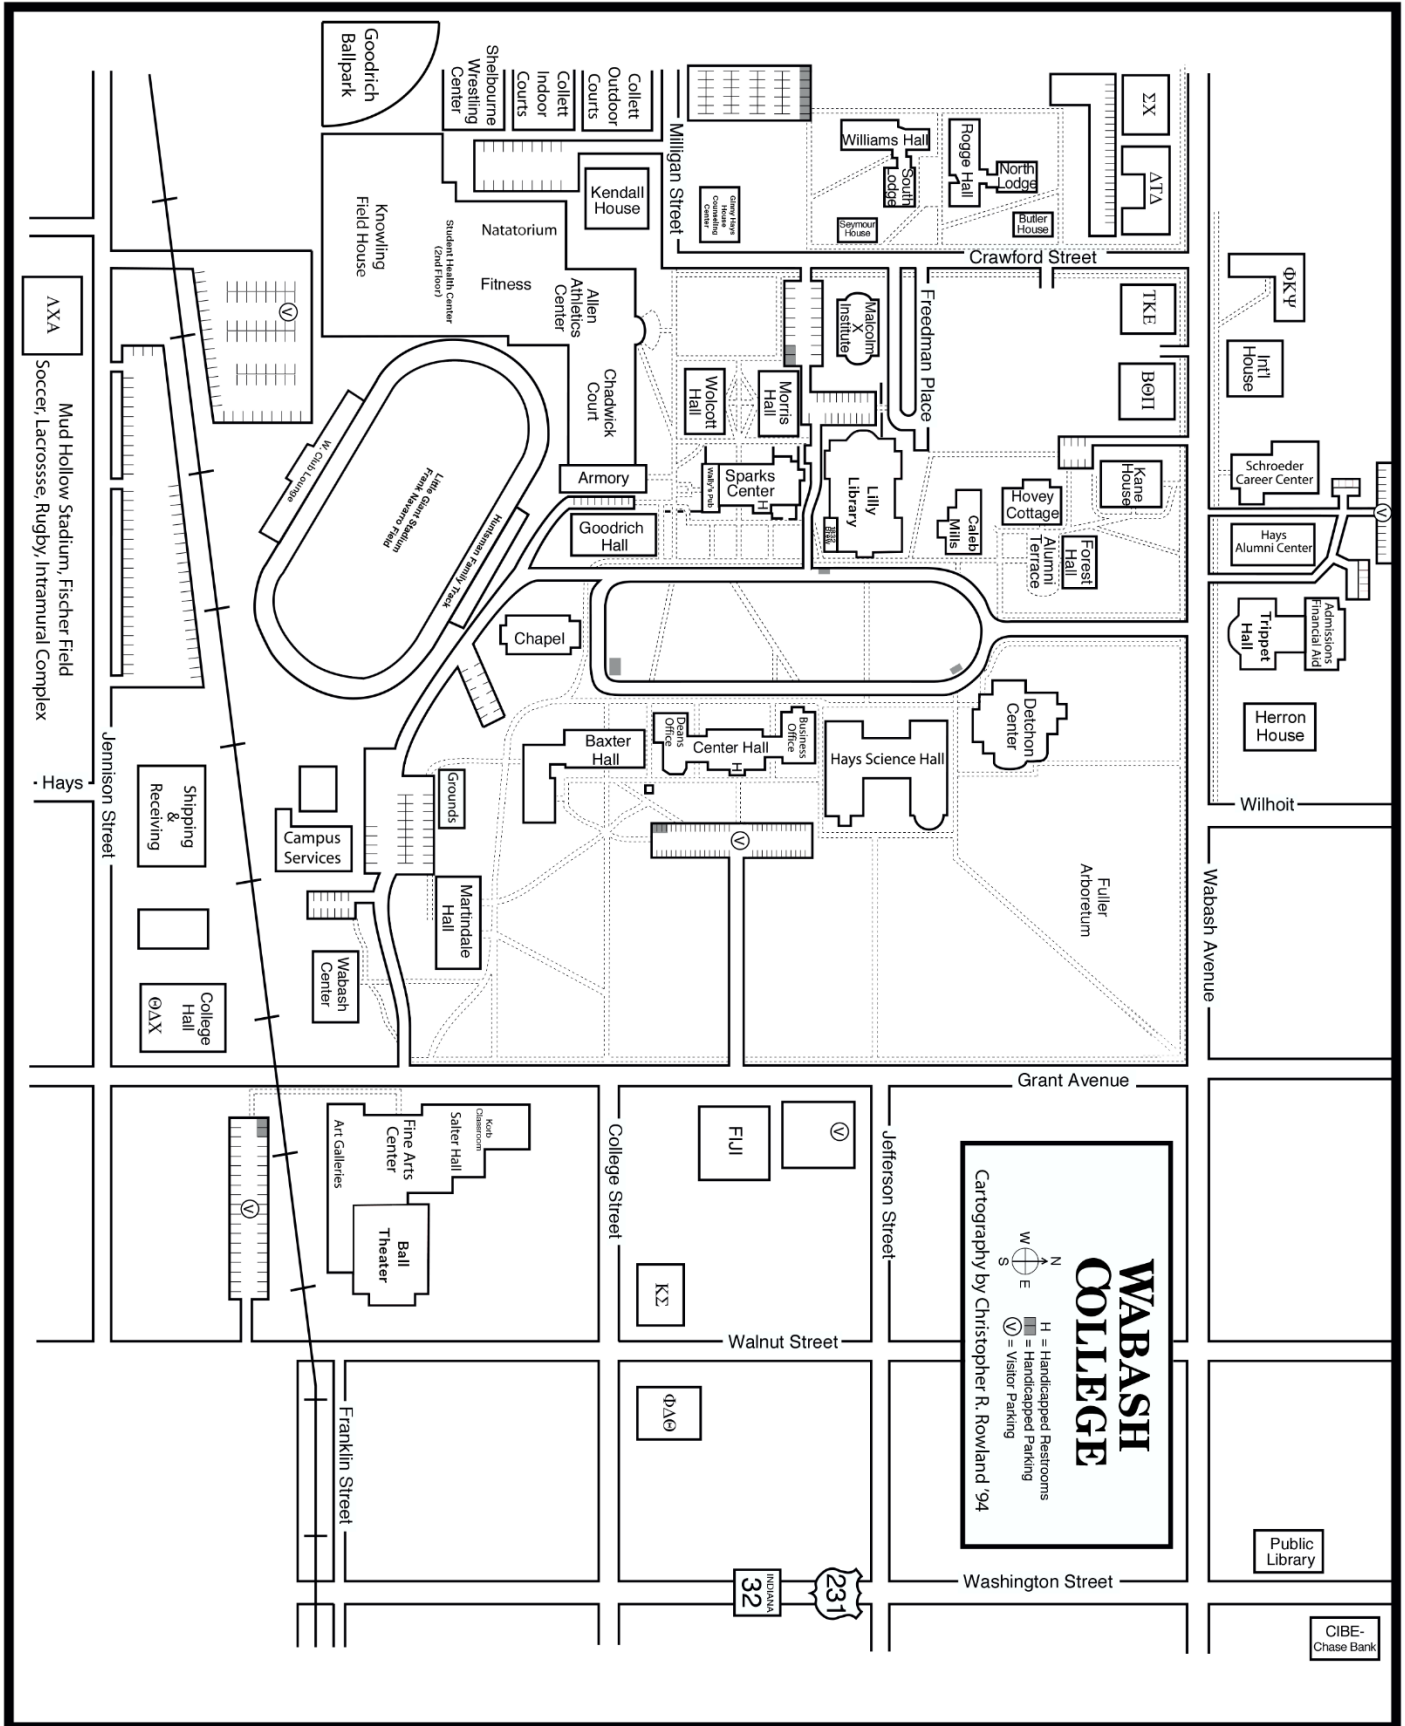 Goodrich
Ballpark
Shelbourne
Wrestling
Center
Collett
Indoor
Courts
Collett
Outdoor
Courts
Milligan Street
Williams Hall
South
Lodge
Rogge Hall
North
Lodge
ΣΧ
ΔΤΔ
Kendall
House
Ginny Hays
House
Counseling
Center
Seymour
House
Butler
House
Knowling
Field House
Student Health Center
(2nd Floor)
Natatorium
Fitness
Allen
Athletics
Center
Chadwick
Court
Crawford Street
ΦΚΨ
ΛΧΑ
V
Malcolm
X
Institute
Freedman Place
ΤΚΕ
ΒΘΠ
Int'l
House
Wolcott
Hall
Morris
Hall
Mud Hollow Stadium, Fischer Field
Soccer, Lacrosse, Rugby, Intramural Complex
W. Club Lounge
Little Giant Stadium
Frank Navarro Field
Huntsman Family Track
Armory
Goodrich
Hall
Wally's Pub
Sparks
Center
H
Lilly
Library
1832
Brew
Caleb
Mills
Hovey
Cottage
Kane
House
Alumni
Terrace
Forest
Hall
Schroeder
Career Center
Hays
Alumni Center
V
Chapel
Trippet
Hall
Admissions
Financial Aid
Herron
House
Jennison Street
Hays
Shipping
&
Receiving
Campus
Services
Grounds
Baxter
Hall
Deans
Office
Center Hall
H
Business
Office
Hays Science Hall
Detchon
Center
Wilhoit
V
Martindale
Hall
Fuller
Arboretum
Wabash Avenue
Wabash
Center
College
Hall
ΘΔΧ
Grant Avenue
Art Galleries
Fine Arts
Center
Salter Hall
Korb
Classroom
Ball
Theater
V
College Street
FIJI
V
Jefferson Street
ΚΣ
Walnut Street
ΦΔΘ
Franklin Street
WABASH
COLLEGE
N
W
E
S
H = Handicapped Restrooms
= Handicapped Parking
V = Visitor Parking
Cartography by Christopher R. Rowland '94
INDIANA
32
231
Washington Street
Public
Library
CIBE-
Chase Bank